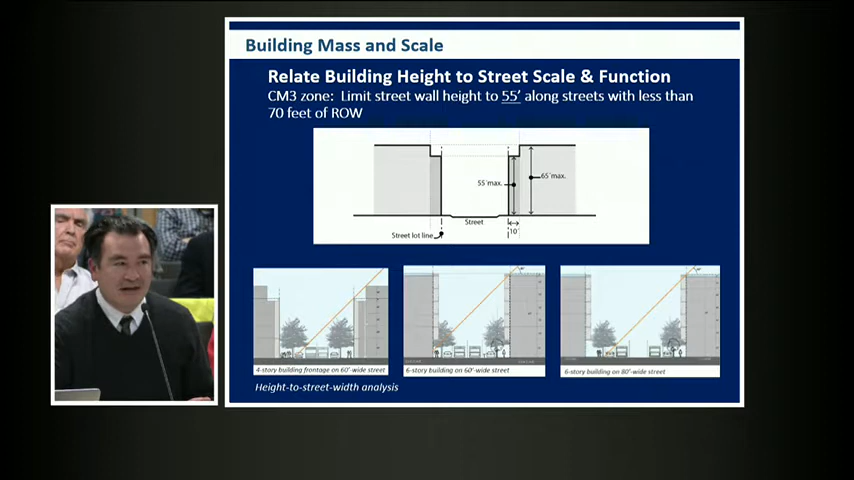 Building Mass and Scale
Relate Building Height to Street Scale & Function
CM3 zone: Limit street wall height to 55' along streets with less than
70 feet of ROW
55' max.
65' max.
Street
Street lot line
10'
4-story building frontage on 60'-wide street
6-story building on 60'-wide street
6-story building on 80'-wide street
Height-to-street-width analysis